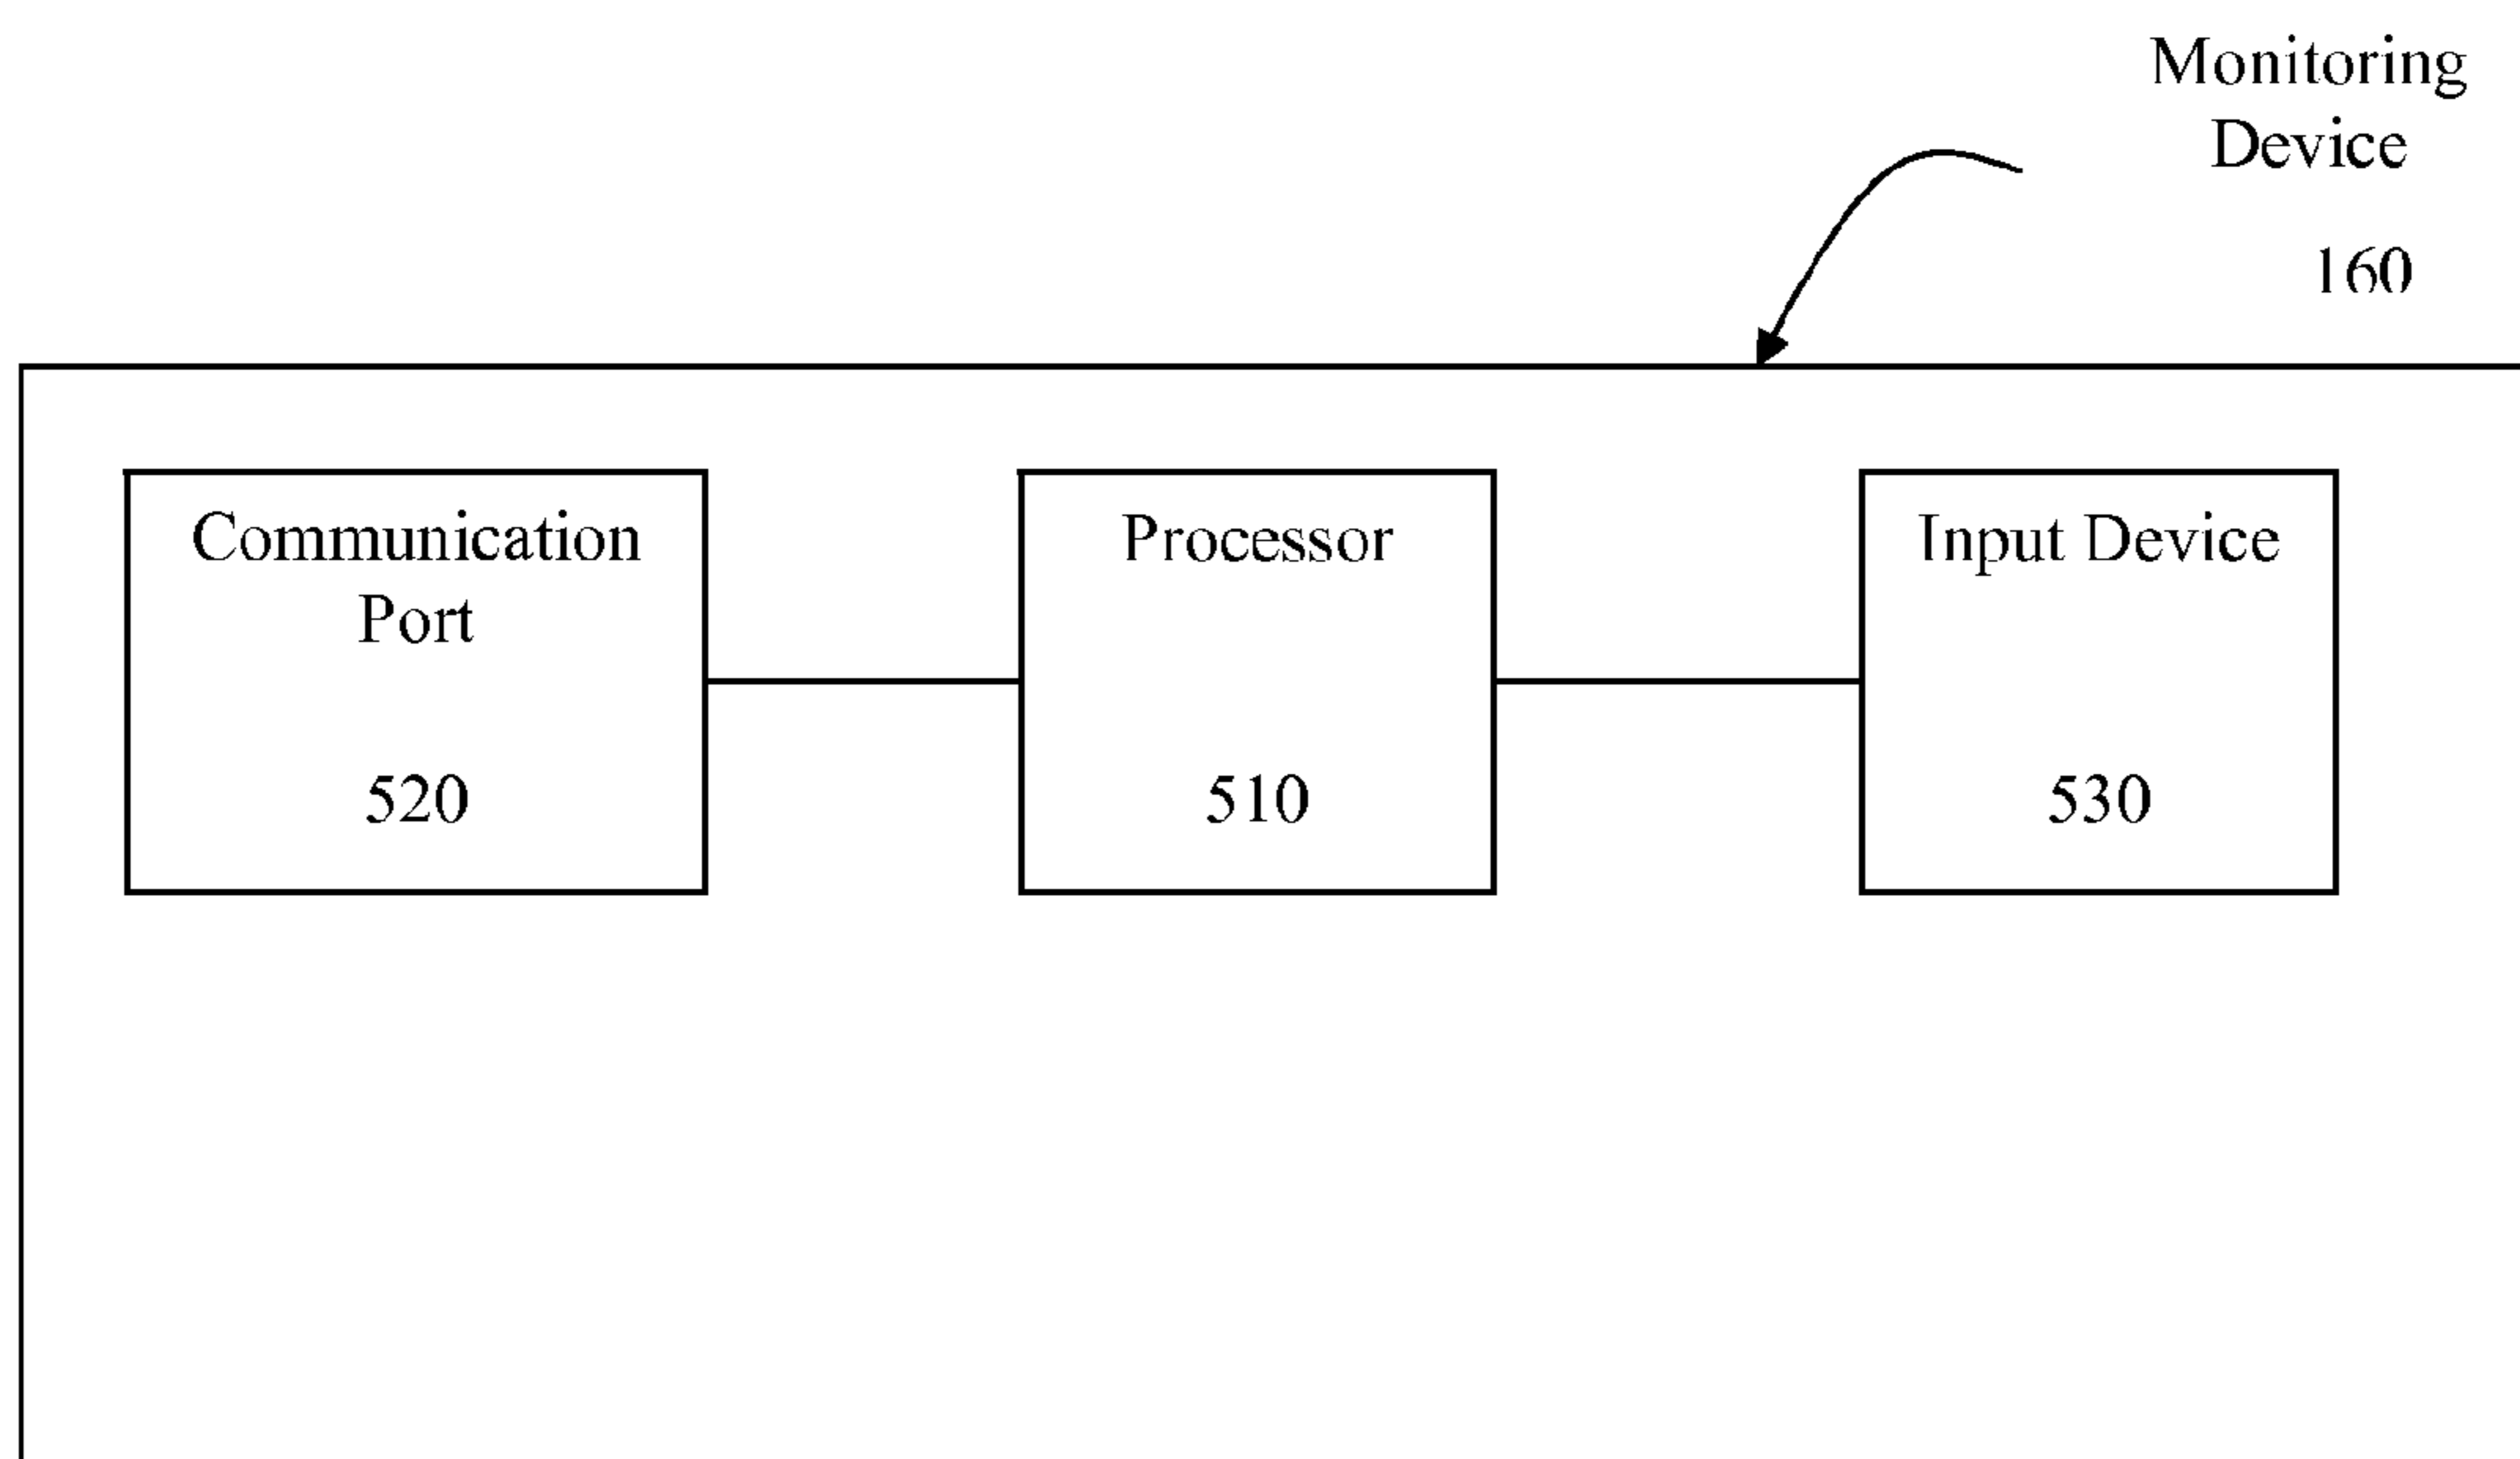 Monitoring
Device
160
Communication
Port
520
Processor
510
Input Device
530